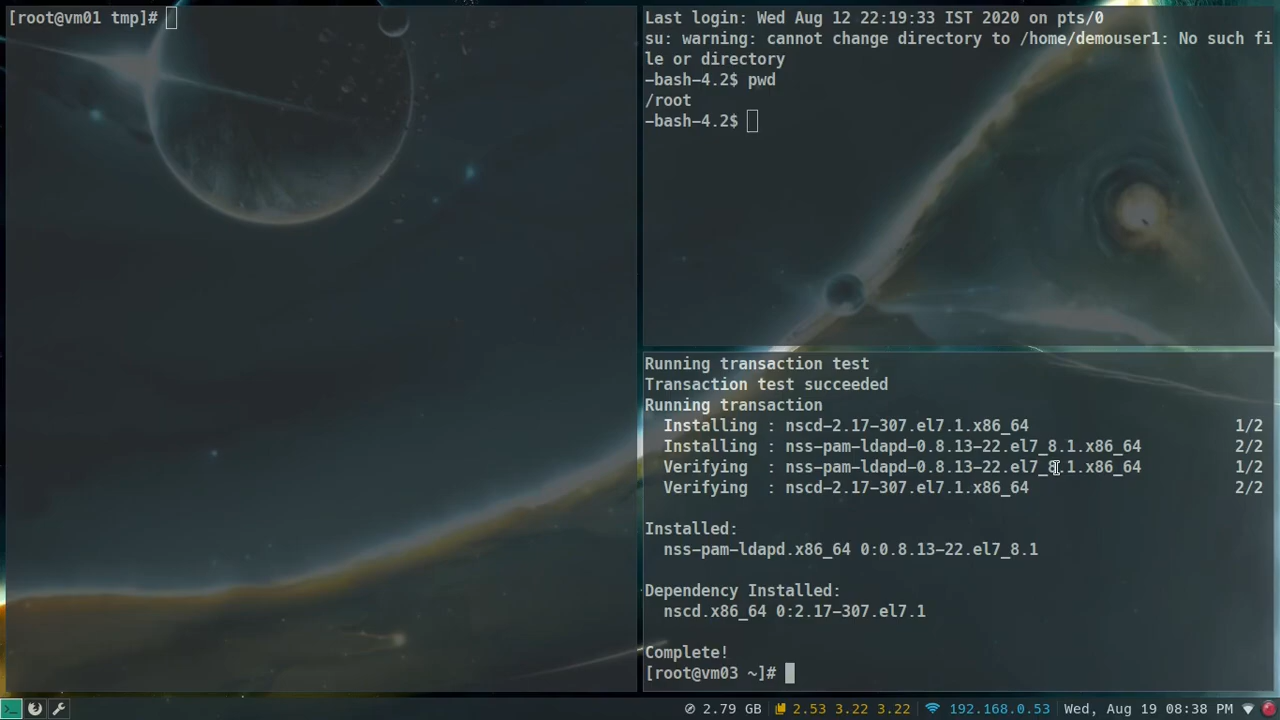 [root@vm01 tmp]#
Last login: Wed Aug 12 22:19:33 IST 2020 on pts/0
su: warning: cannot change directory to /home/demouser1: No such fi
le or directory
-bash-4.2$ pwd
/root
-bash-4.2$
Running transaction test
Transaction test succeeded
Running transaction
  Installing : nscd-2.17-307.el7.1.x86_64 1/2
  Installing : nss-pam-ldapd-0.8.13-22.el7_8.1.x86_64 2/2
  Verifying  : nss-pam-ldapd-0.8.13-22.el7_8.1.x86_64 1/2
  Verifying  : nscd-2.17-307.el7.1.x86_64 2/2
Installed:
  nss-pam-ldapd.x86_64 0:0.8.13-22.el7_8.1
Dependency Installed:
  nscd.x86_64 0:2.17-307.el7.1
Complete!
[root@vm03 ~]#
2.79 GB 2.53 3.22 3.22 192.168.0.53 Wed, Aug 19 08:38 PM